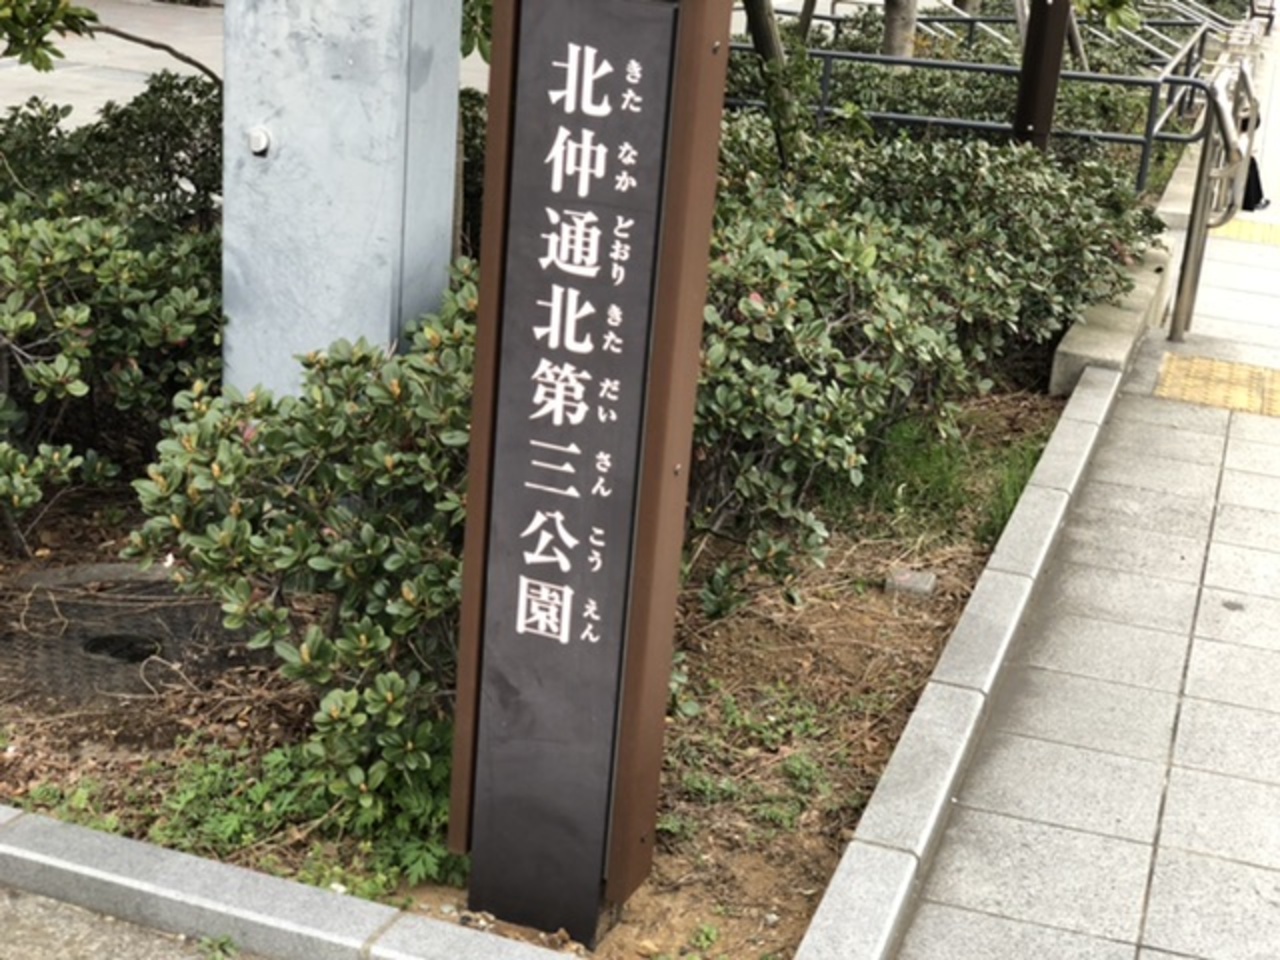 北仲通北第三公園
きた なか どおり きた だい さん こう えん